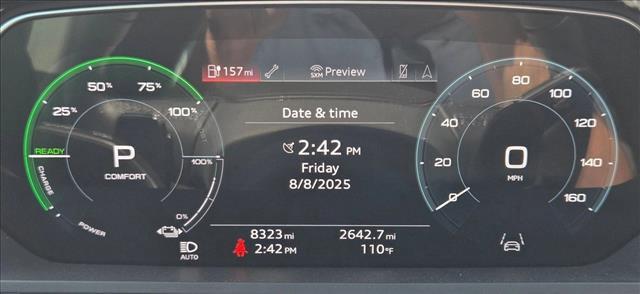 157 mi
SXM Preview
Date & time
2:42 PM
Friday
8/8/2025
8323 mi
2642.7 mi
2:42 PM
110 °F
25%
50%
75%
100%
READY
CHARGE
POWER
P
COMFORT
100%
0%
AUTO
0
20
40
60
80
100
120
140
160
0
MPH